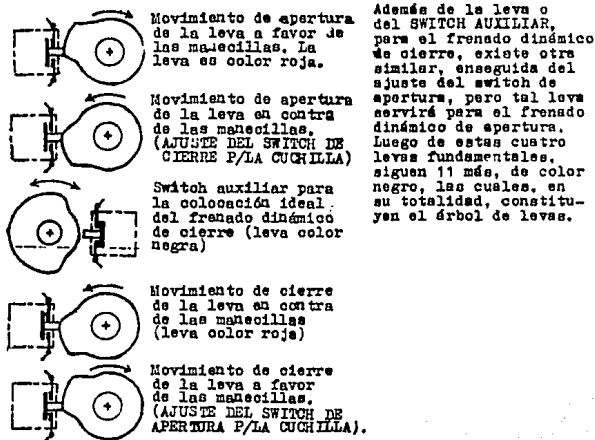 Movimiento de apertura
de la leva a favor de
las manecillas. La
leva es color roja.
Movimiento de apertura
de la leva en contra
de las manecillas.
(AJUSTE DEL SWITCH DE
CIERRE P/LA CUCHILLA)
Switch auxiliar para
la colocación ideal
del frenado dinámico
de cierre (leva color
negra)
Movimiento de cierre
de la leva en contra
de las manecillas
(leva color roja)
Movimiento de cierre
de la leva a favor
de las manecillas.
(AJUSTE DEL SWITCH DE
APERTURA P/LA CUCHILLA).
Además de la leva o
del SWITCH AUXILIAR,
para el frenado dinámico
de cierre, existe otra
similar, enseguida del
ajuste del switch de
apertura, pero tal leva
servirá para el frenado
dinámico de apertura.
Luego de estas cuatro
levas fundamentales,
siguen 11 más, de color
negro, las cuales, en
su totalidad, constitu-
yen el árbol de levas.